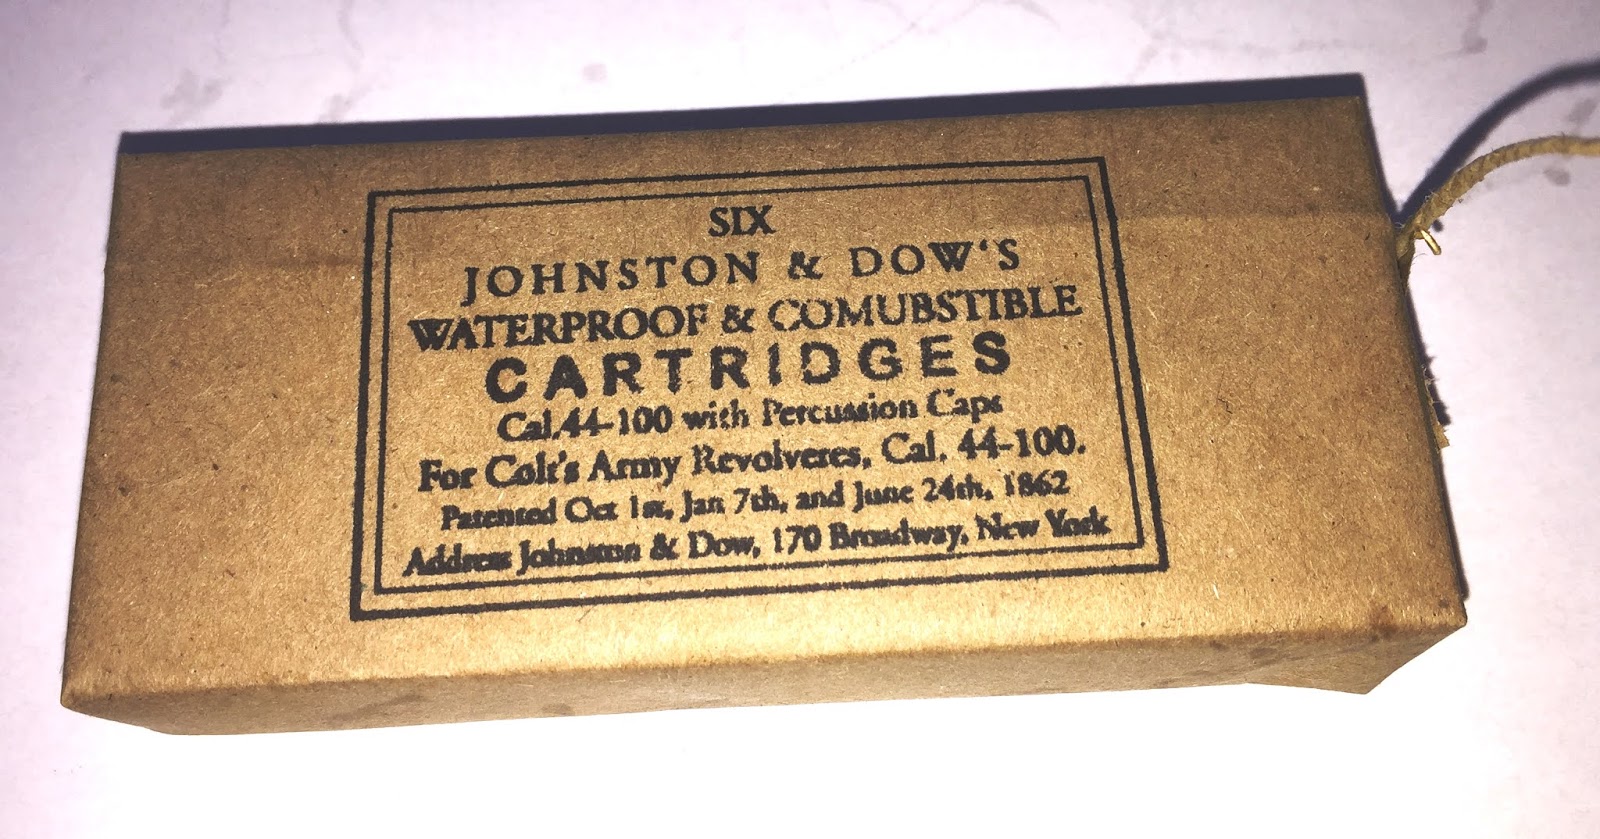 SIX
JOHNSTON & DOW‘S
WATERPROOF & COMUBSTIBLE
CARTRIDGES
Cal.44-100 with Percussion Caps
For Colt's Army Revolveres, Cal. 44-100.
Patented Oct 1st, Jan 7th, and June 24th, 1862
Address Johnston & Dow, 170 Broadway, New York